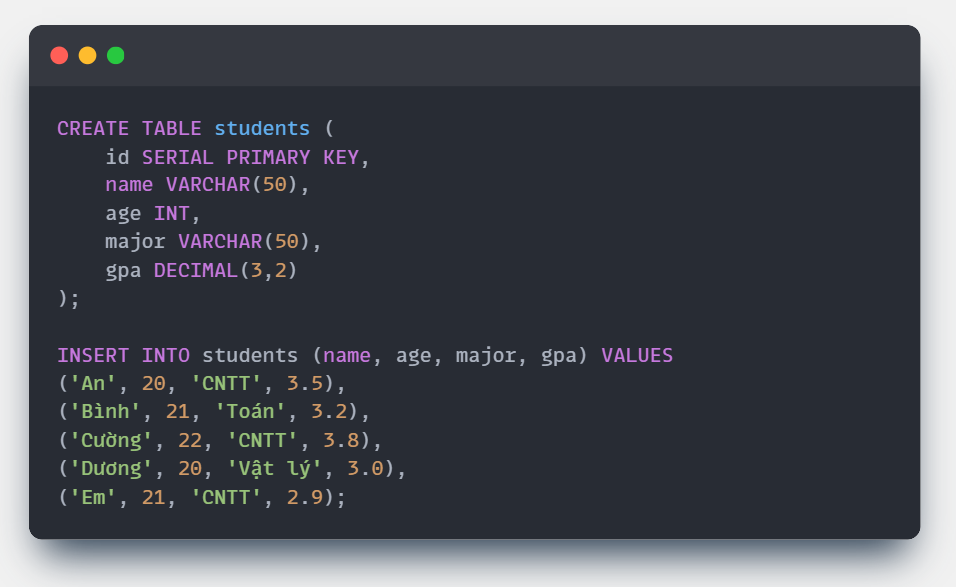 CREATE TABLE students (
    id SERIAL PRIMARY KEY,
    name VARCHAR(50),
    age INT,
    major VARCHAR(50),
    gpa DECIMAL(3,2)
);

INSERT INTO students (name, age, major, gpa) VALUES
('An', 20, 'CNTT', 3.5),
('Bình', 21, 'Toán', 3.2),
('Cường', 22, 'CNTT', 3.8),
('Dương', 20, 'Vật lý', 3.0),
('Em', 21, 'CNTT', 2.9);